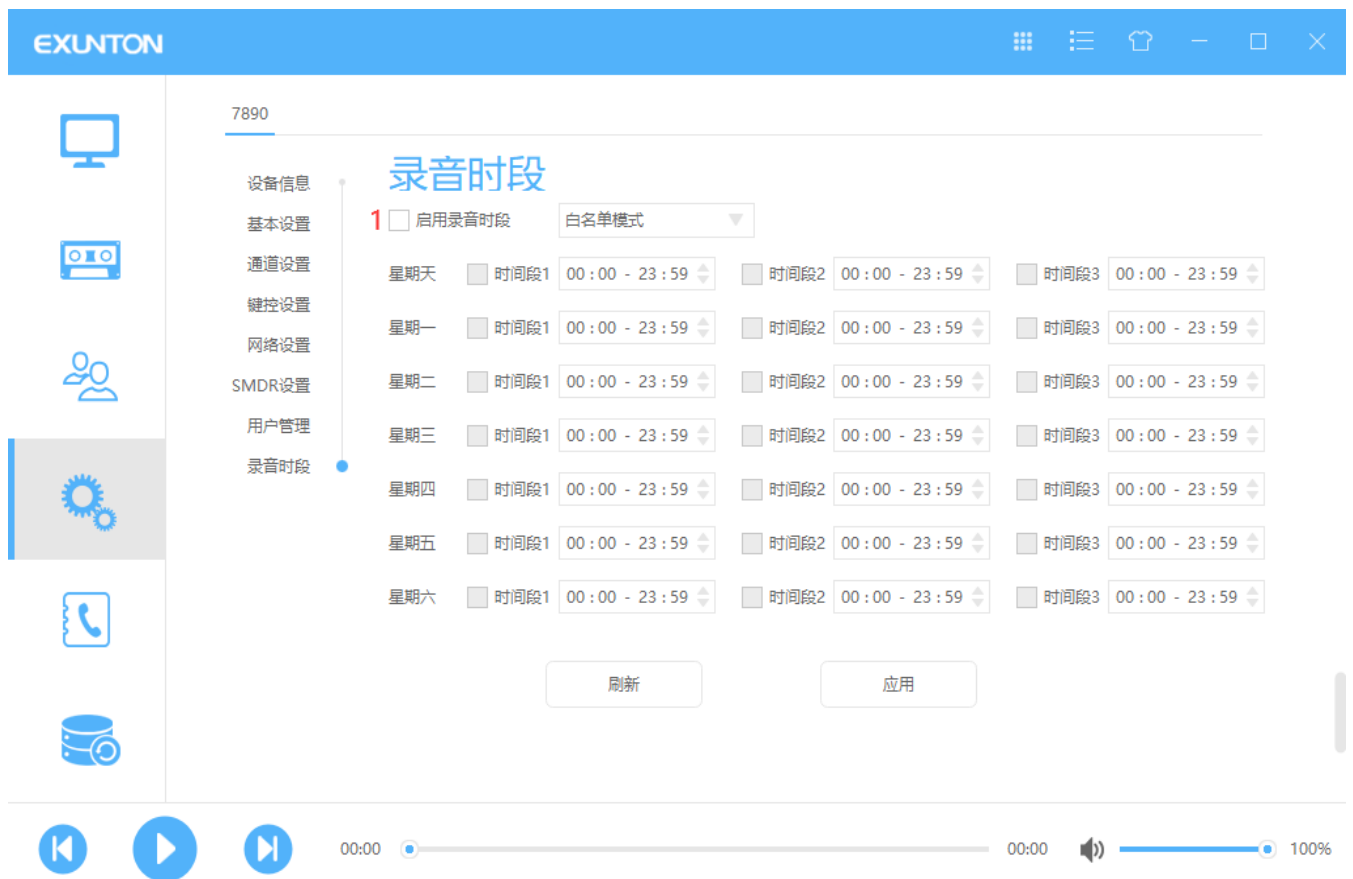 EXUNTON
7890
设备信息
基本设置
通道设置
键控设置
网络设置
SMDR设置
用户管理
录音时段
录音时段
1 启用录音时段 白名单模式
星期天 时间段1 00 : 00 - 23 : 59 时间段2 00 : 00 - 23 : 59 时间段3 00 : 00 - 23 : 59
星期一 时间段1 00 : 00 - 23 : 59 时间段2 00 : 00 - 23 : 59 时间段3 00 : 00 - 23 : 59
星期二 时间段1 00 : 00 - 23 : 59 时间段2 00 : 00 - 23 : 59 时间段3 00 : 00 - 23 : 59
星期三 时间段1 00 : 00 - 23 : 59 时间段2 00 : 00 - 23 : 59 时间段3 00 : 00 - 23 : 59
星期四 时间段1 00 : 00 - 23 : 59 时间段2 00 : 00 - 23 : 59 时间段3 00 : 00 - 23 : 59
星期五 时间段1 00 : 00 - 23 : 59 时间段2 00 : 00 - 23 : 59 时间段3 00 : 00 - 23 : 59
星期六 时间段1 00 : 00 - 23 : 59 时间段2 00 : 00 - 23 : 59 时间段3 00 : 00 - 23 : 59
刷新 应用
00:00 00:00 100%